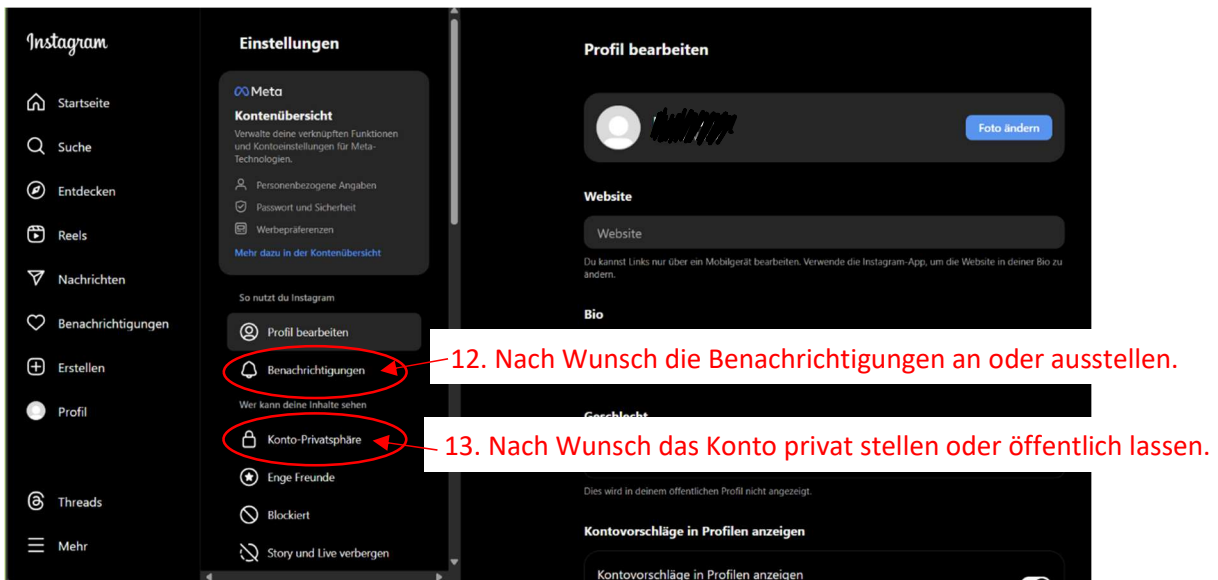 Instagram
Startseite
Suche
Entdecken
Reels
Nachrichten
Benachrichtigungen
Erstellen
Profil
Threads
Mehr
Einstellungen
Meta
Kontenübersicht
Verwalte deine verknüpften Funktionen
und Kontoeinstellungen für Meta-
Technologien.
Personenbezogene Angaben
Passwort und Sicherheit
Werbepräferenzen
Mehr dazu in der Kontenübersicht
So nutzt du Instagram
Profil bearbeiten
Benachrichtigungen
Wer kann deine Inhalte sehen
Konto-Privatsphäre
Enge Freunde
Blockiert
Story und Live verbergen
Profil bearbeiten
Foto ändern
Website
Website
Du kannst Links nur über ein Mobilgerät bearbeiten. Verwende die Instagram-App, um die Website in deiner Bio zu
ändern.
Bio
12. Nach Wunsch die Benachrichtigungen an oder ausstellen.
Geschlecht
13. Nach Wunsch das Konto privat stellen oder öffentlich lassen.
Dies wird in deinem öffentlichen Profil nicht angezeigt.
Kontovorschläge in Profilen anzeigen
Kontovorschläge in Profilen anzeigen